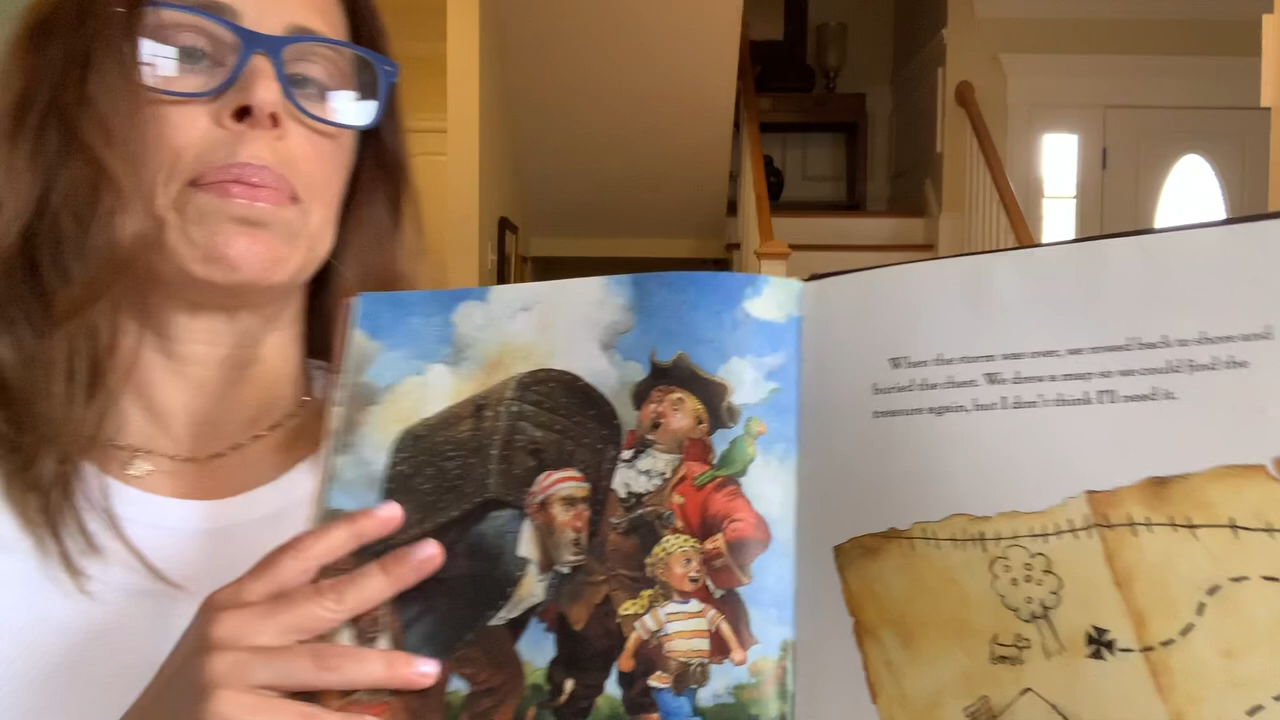 When the storm was over, we rowed back to shore and
buried the chest. We drew a map so we could find the
treasure again, but I don't think I'll need it.